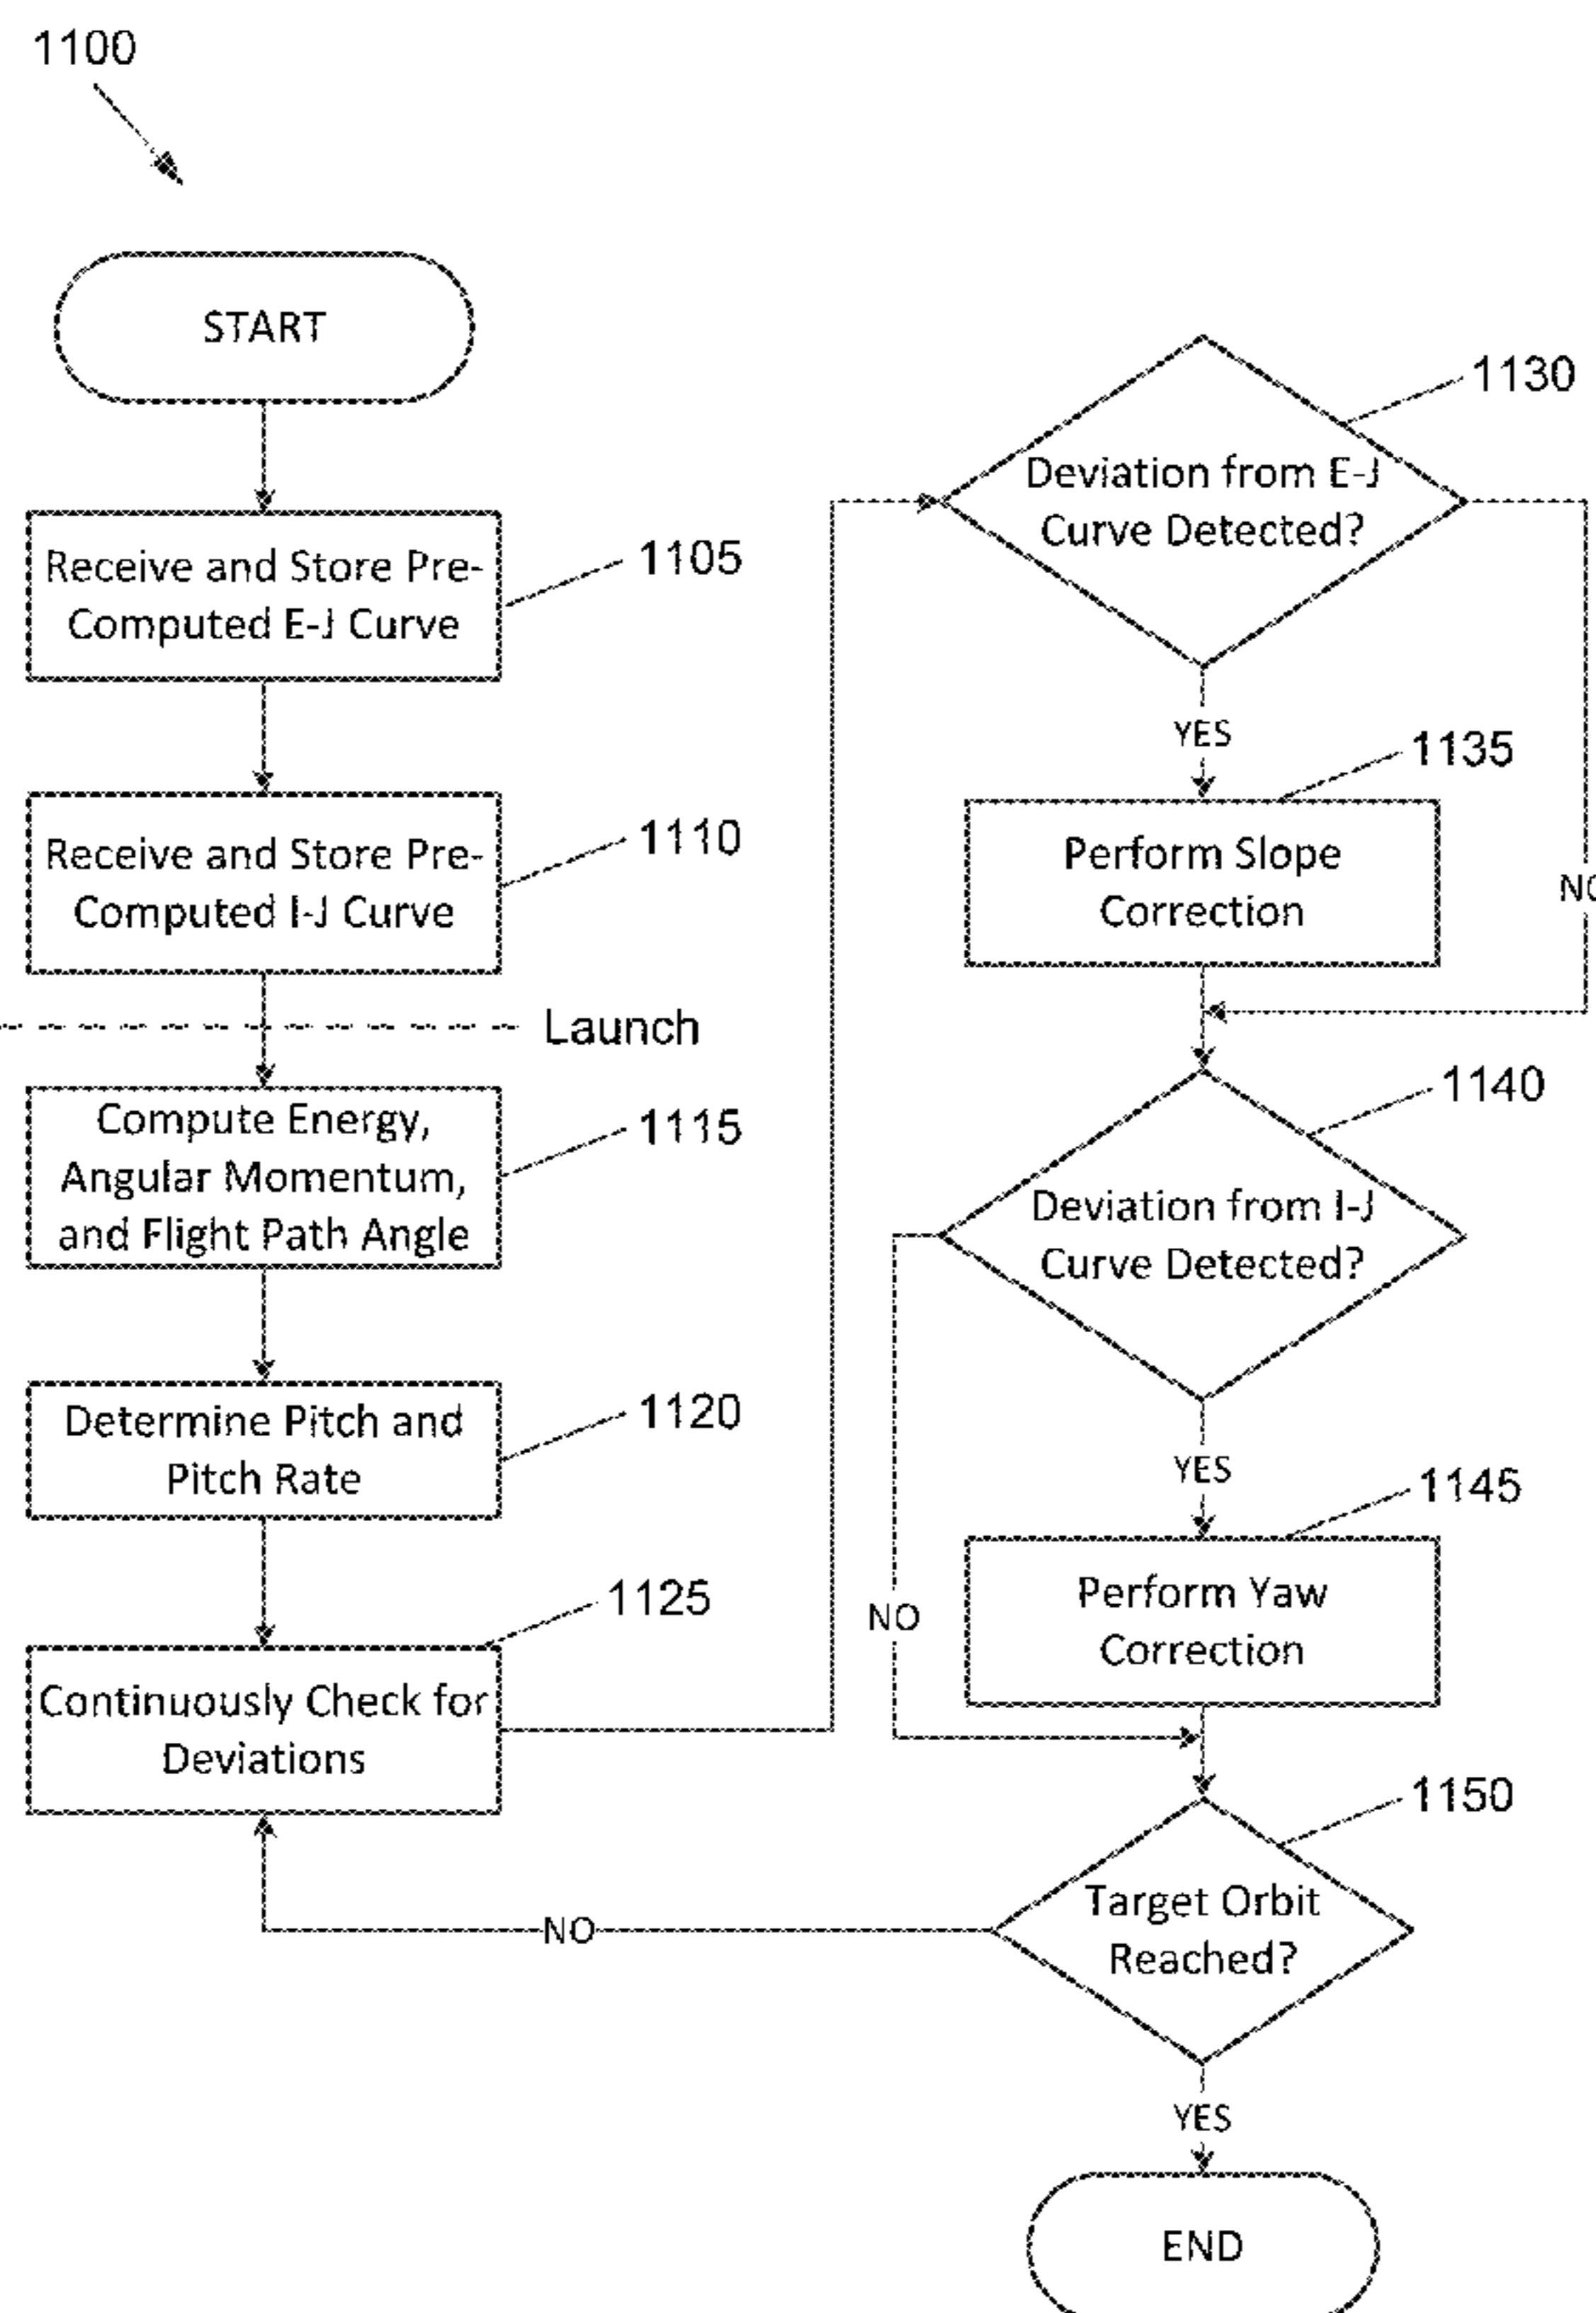 1100
START
Receive and Store Pre-
Computed E-J Curve
1105
Receive and Store Pre-
Computed I-J Curve
1110
Launch
Compute Energy,
Angular Momentum,
and Flight Path Angle
1115
Determine Pitch and
Pitch Rate
1120
Continuously Check for
Deviations
1125
Deviation from E-J
Curve Detected?
1130
YES
NO
Perform Slope
Correction
1135
Deviation from I-J
Curve Detected?
1140
YES
NO
Perform Yaw
Correction
1145
Target Orbit
Reached?
1150
NO
YES
END